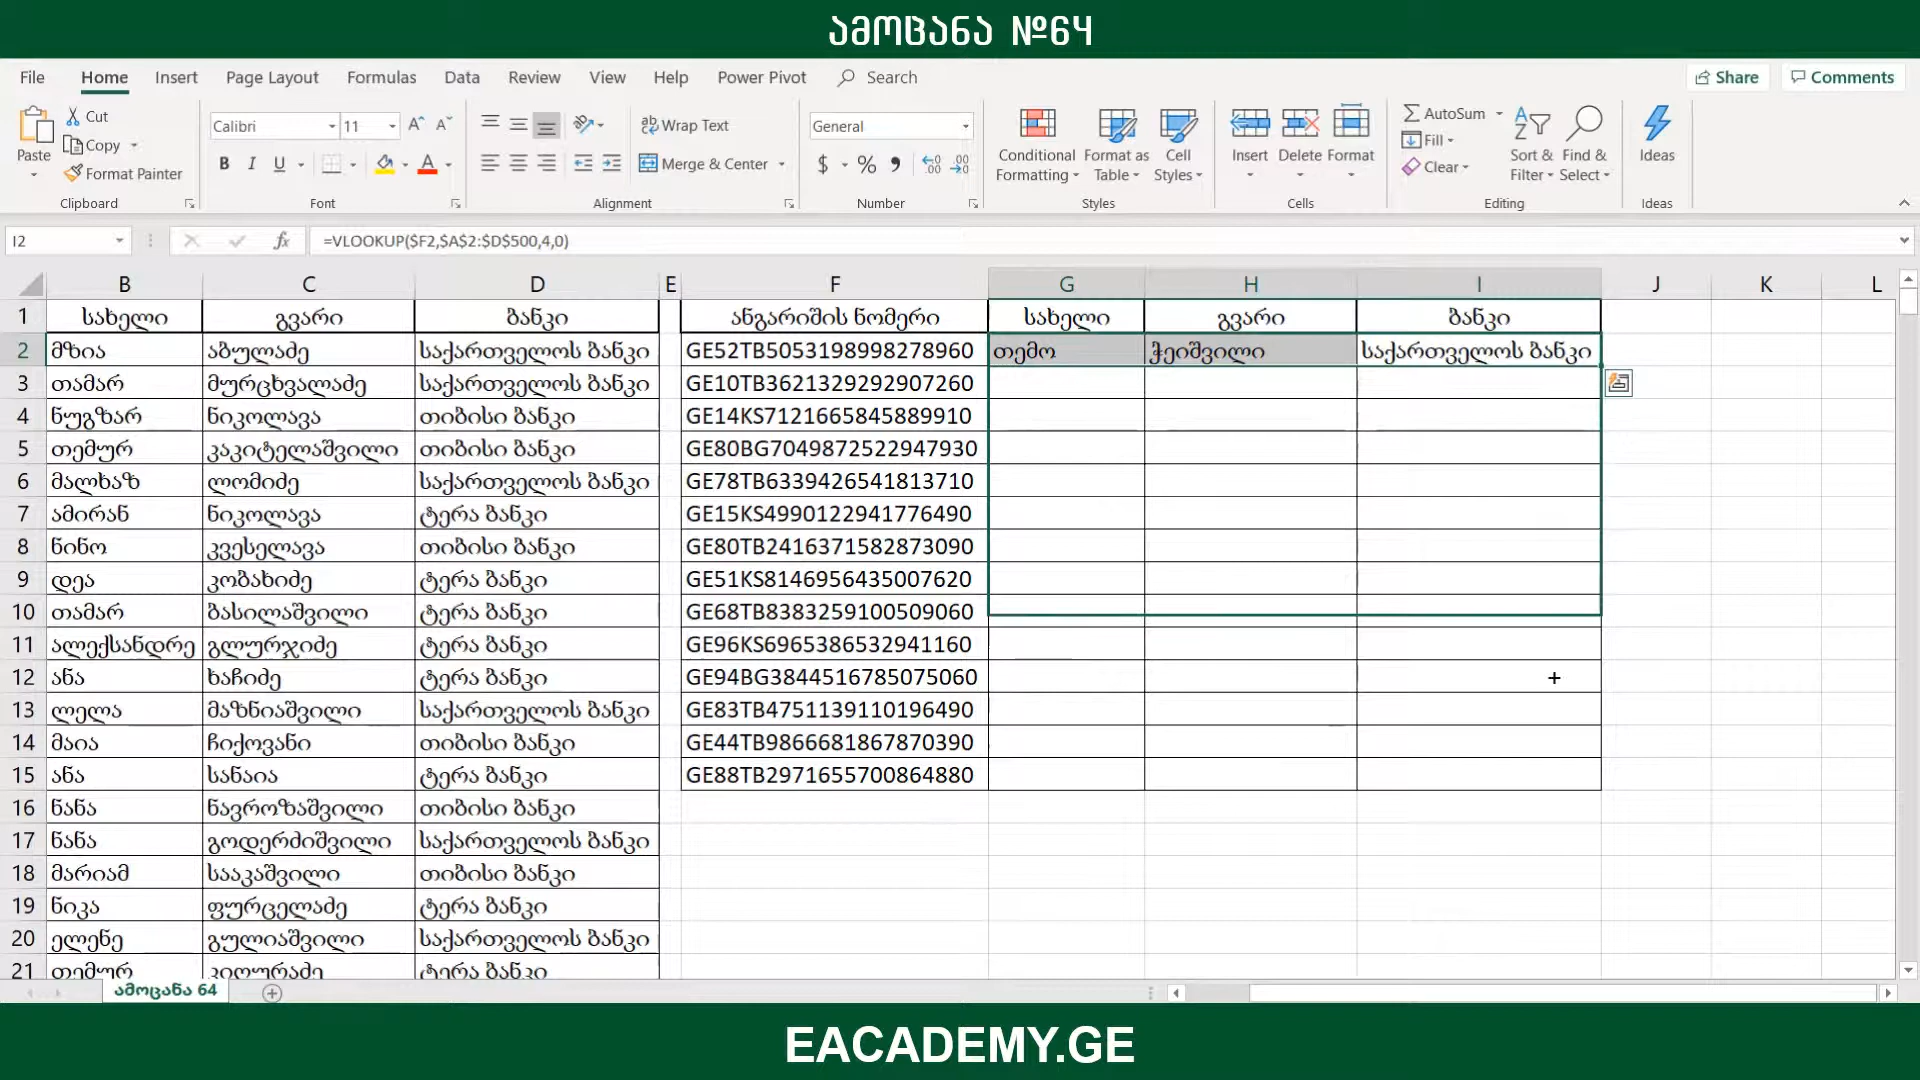 ამოცანა №64
File Home Insert Page Layout Formulas Data Review View Help Power Pivot Search Share Comments
Paste Cut Copy Format Painter Clipboard
Calibri 11 B I U A Font
Wrap Text Merge & Center Alignment
General $ % Number
Conditional Formatting Format as Table Cell Styles Styles
Insert Delete Format Cells
AutoSum Fill Clear Sort & Filter Find & Select Editing
Ideas Ideas
I2 fx =VLOOKUP($F2,$A$2:$D$500,4,0)
B C D E F G H I J K L
1 სახელი გვარი ბანკი ანგარიშის ნომერი სახელი გვარი ბანკი
2 მზია აბულაძე საქართველოს ბანკი GE52TB5053198998278960 თემო ჭეიშვილი საქართველოს ბანკი
3 თამარ მურცხვალაძე საქართველოს ბანკი GE10TB3621329292907260
4 ნუგზარ ნიკოლავა თიბისი ბანკი GE14KS7121665845889910
5 თემურ კაკიტელაშვილი თიბისი ბანკი GE80BG7049872522947930
6 მალხაზ ლომიძე საქართველოს ბანკი GE78TB6339426541813710
7 ამირან ნიკოლავა ტერა ბანკი GE15KS4990122941776490
8 ნინო კვესელავა თიბისი ბანკი GE80TB2416371582873090
9 დეა კობახიძე ტერა ბანკი GE51KS8146956435007620
10 თამარ ბასილაშვილი ტერა ბანკი GE68TB8383259100509060
11 ალექსანდრე გლურჯიძე ტერა ბანკი GE96KS6965386532941160
12 ანა ხაჩიძე ტერა ბანკი GE94BG3844516785075060
13 ლელა მაზნიაშვილი საქართველოს ბანკი GE83TB4751139110196490
14 მაია ჩიქოვანი თიბისი ბანკი GE44TB9866681867870390
15 ანა სანაია ტერა ბანკი GE88TB2971655700864880
16 ნანა ნავროზაშვილი თიბისი ბანკი
17 ნანა გოდერძიშვილი საქართველოს ბანკი
18 მარიამ სააკაშვილი თიბისი ბანკი
19 ნიკა ფურცელაძე ტერა ბანკი
20 ელენე გულიაშვილი საქართველოს ბანკი
21 თემურ ტერა ბანკი
ამოცანა 64
EACADEMY.GE